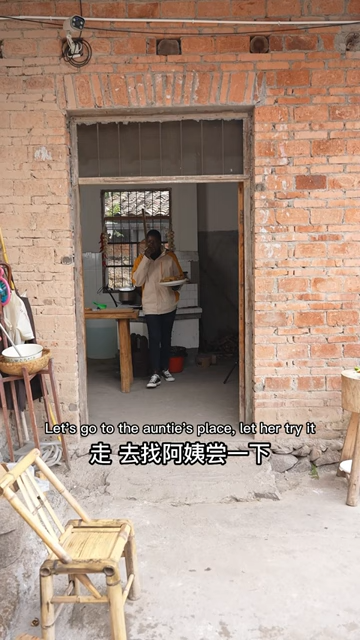 Let's go to the auntie's place, let her try it
走 去找阿姨尝一下